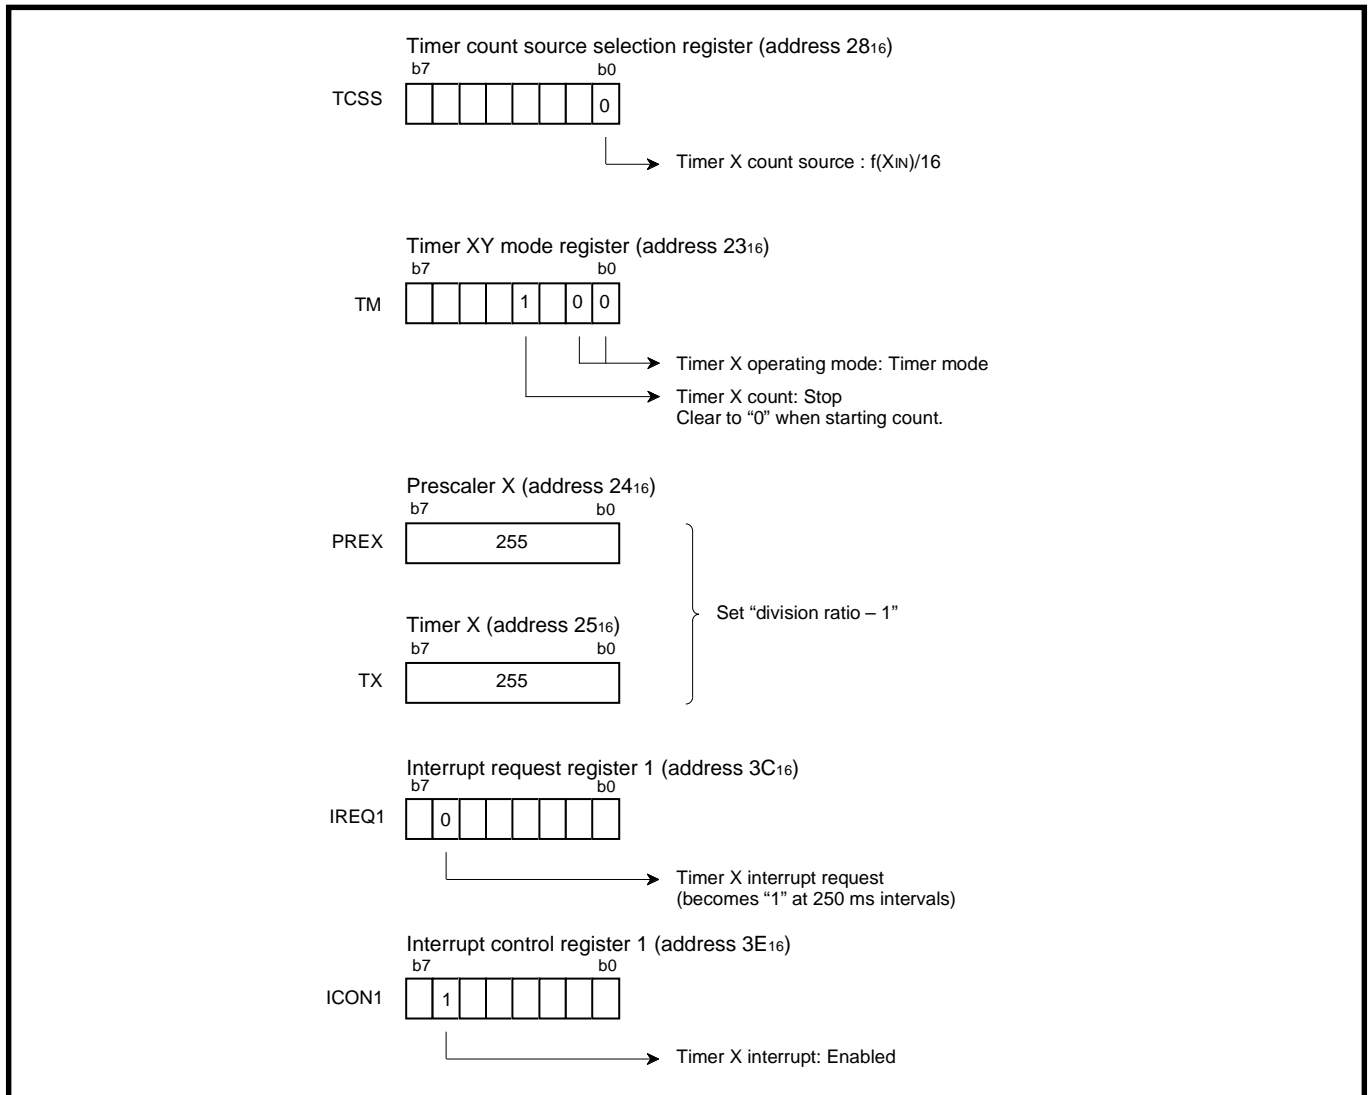 Timer count source selection register (address 2816)
b7 b0
TCSS 0
Timer X count source : f(XIN)/16
Timer XY mode register (address 2316)
b7 b0
TM 1 0 0
Timer X operating mode: Timer mode
Timer X count: Stop
Clear to “0” when starting count.
Prescaler X (address 2416)
b7 b0
PREX 255
Set “division ratio – 1”
Timer X (address 2516)
b7 b0
TX 255
Interrupt request register 1 (address 3C16)
b7 b0
IREQ1 0
Timer X interrupt request
(becomes “1” at 250 ms intervals)
Interrupt control register 1 (address 3E16)
b7 b0
ICON1 1
Timer X interrupt: Enabled